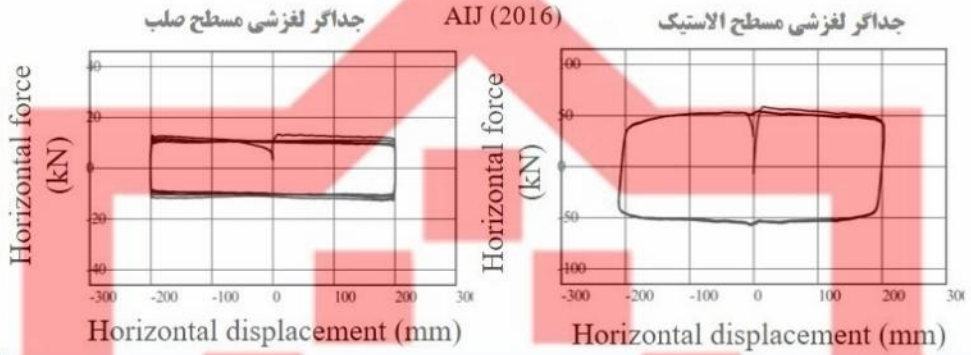 جداگر لغزشی مسطح صلب
AIJ (2016)
جداگر لغزشی مسطح الاستیک
Horizontal force
(kN)
40
20
0
-20
-40
-300 -200 -100 0 100 200 30
Horizontal displacement (mm)
Horizontal force
(kN)
100
50
0
-50
-100
-300 -200 -100 0 100 200 300
Horizontal displacement (mm)